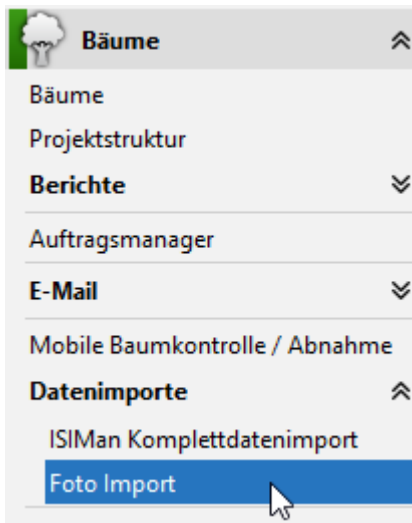 Bäume
Bäume
Projektstruktur
Berichte
Auftragsmanager
E-Mail
Mobile Baumkontrolle / Abnahme
Datenimporte
ISIMan Komplettdatenimport
Foto Import